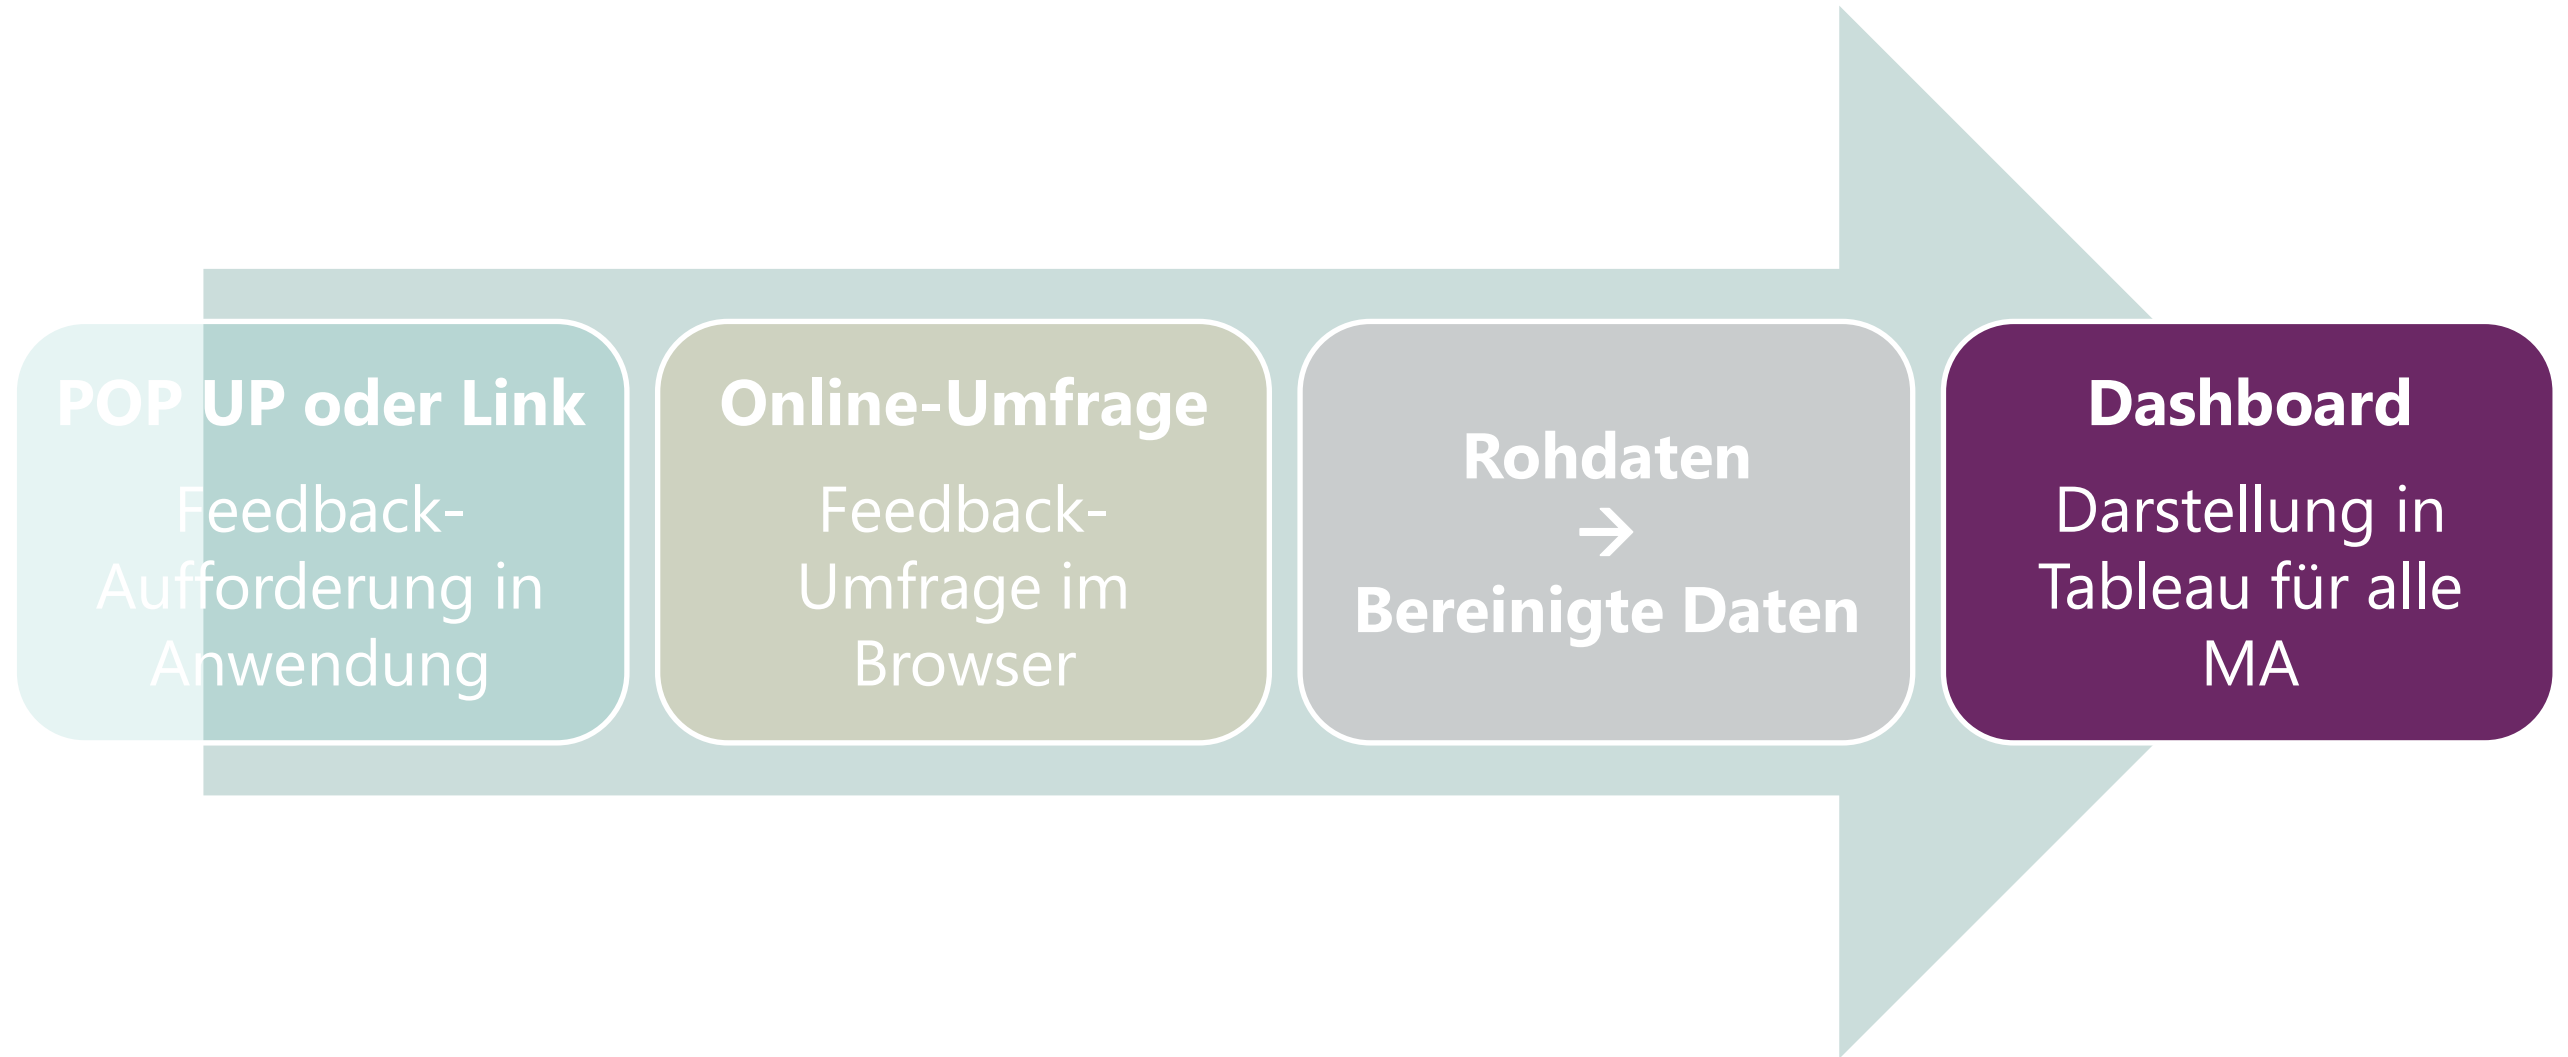 POP UP oder Link
Feedback-
Aufforderung in
Anwendung
Online-Umfrage
Feedback-
Umfrage im
Browser
Rohdaten
→
Bereinigte Daten
Dashboard
Darstellung in
Tableau für alle
MA